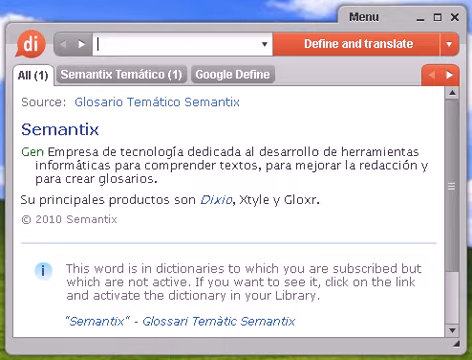 Menu
di
Define and translate
All (1)
Semantix Temático (1)
Google Define
Source: Glosario Temático Semantix
Semantix
Gen Empresa de tecnología dedicada al desarrollo de herramientas
informáticas para comprender textos, para mejorar la redacción y
para crear glosarios.
Su principales productos son Dixio, Xtyle y Gloxr.
© 2010 Semantix
i
This word is in dictionaries to which you are subscribed but
which are not active. If you want to see it, click on the link
and activate the dictionary in your Library.
"Semantix" - Glossari Temàtic Semantix